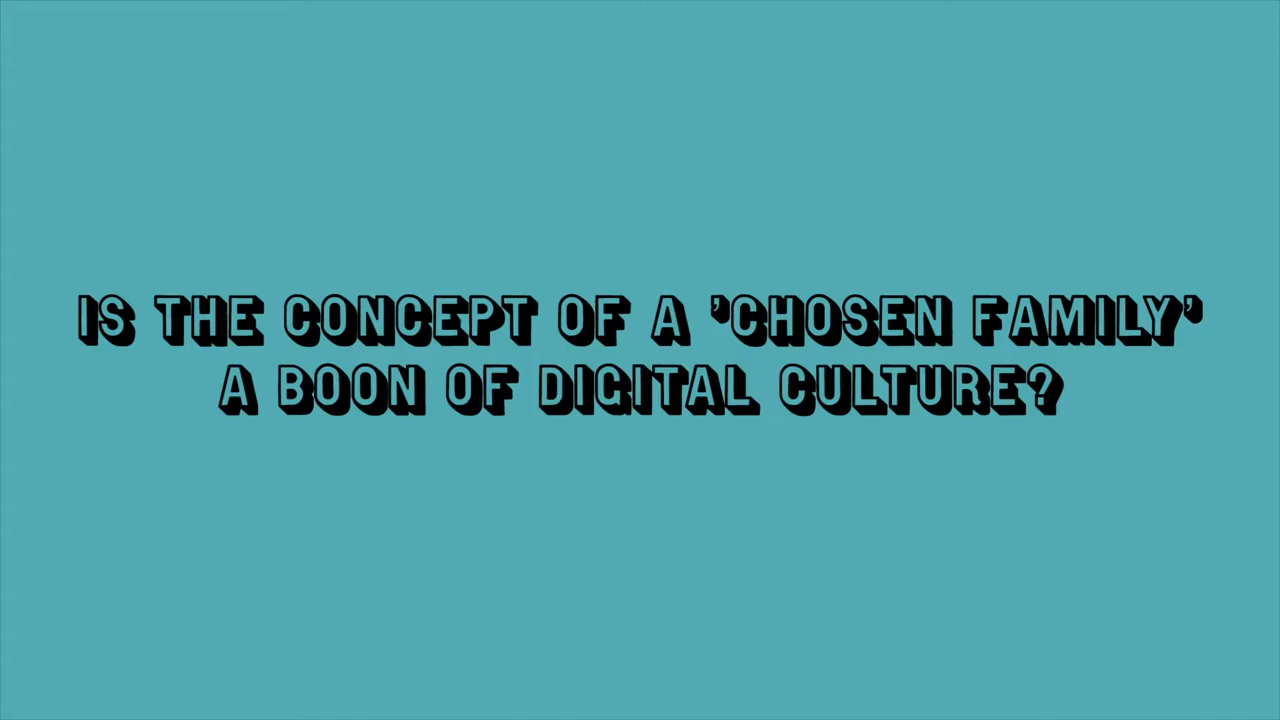 IS THE CONCEPT OF A 'CHOSEN FAMILY'
A BOON OF DIGITAL CULTURE?